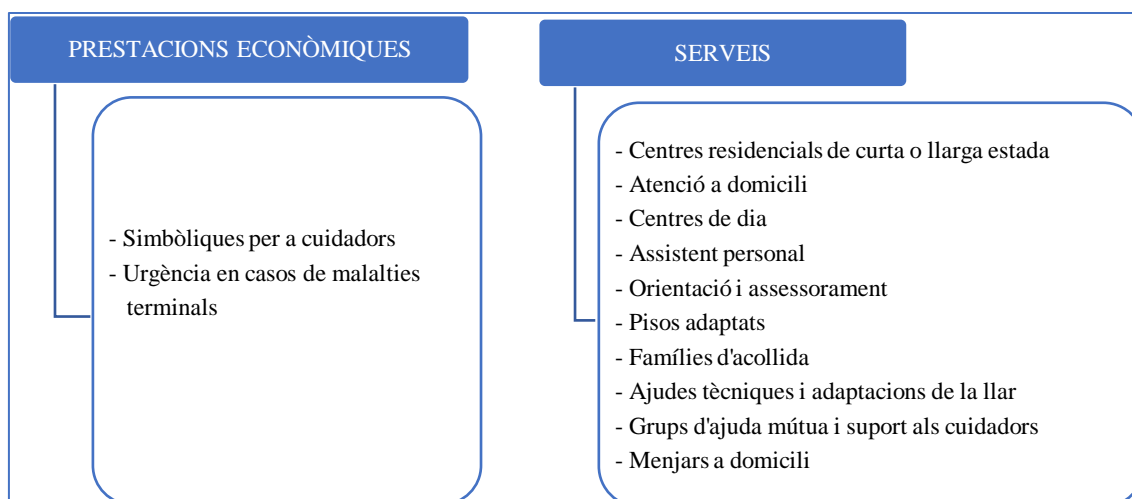 PRESTACIONS ECONÒMIQUES
- Simbòliques per a cuidadors
- Urgència en casos de malalties
terminals
SERVEIS
- Centres residencials de curta o llarga estada
- Atenció a domicili
- Centres de dia
- Assistent personal
- Orientació i assessorament
- Pisos adaptats
- Famílies d'acollida
- Ajudes tècniques i adaptacions de la llar
- Grups d'ajuda mútua i suport als cuidadors
- Menjars a domicili